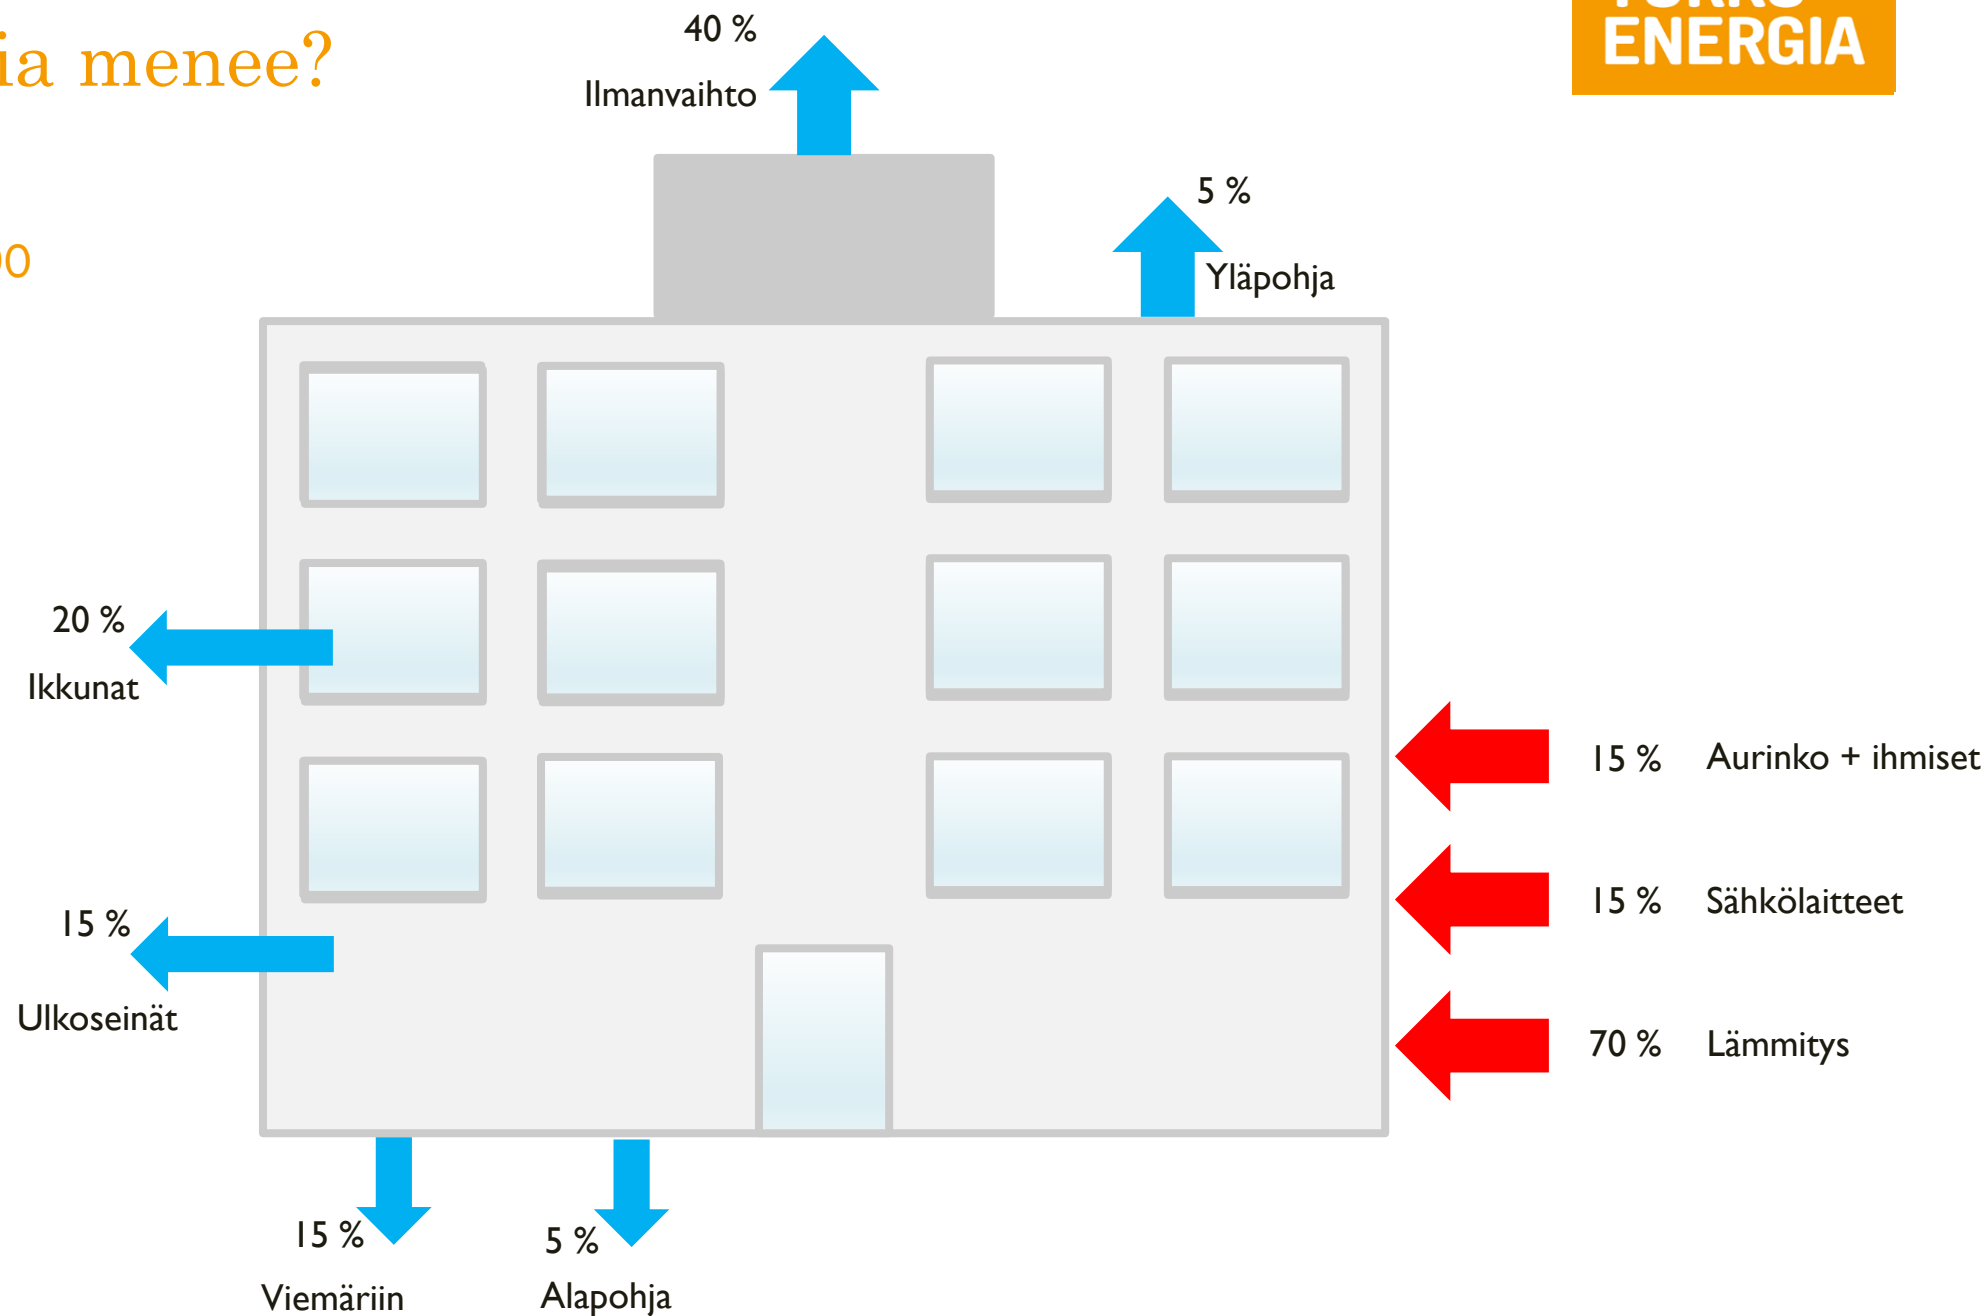 ia menee?
ENERGIA
40 %
Ilmanvaihto
5 %
Yläpohja
20 %
Ikkunat
15 %
Ulkoseinät
15 % Aurinko + ihmiset
15 % Sähkölaitteet
70 % Lämmitys
15 %
Viemäriin
5 %
Alapohja